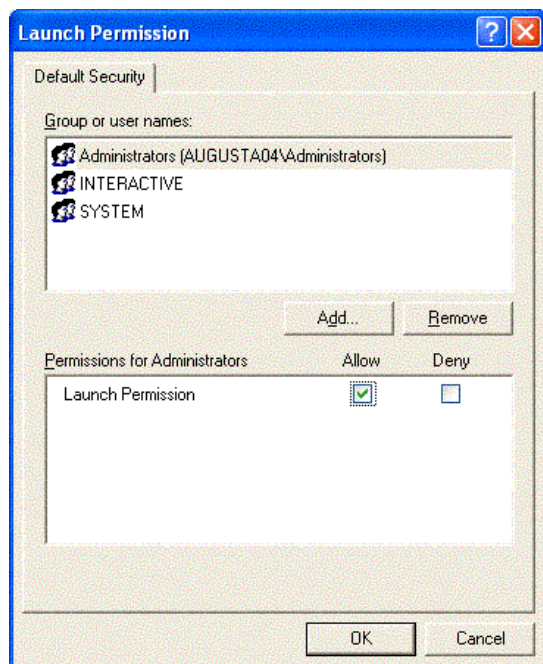 Launch Permission
Default Security
Group or user names:
Administrators (AUGUSTA04\Administrators)
INTERACTIVE
SYSTEM
Add... Remove
Permissions for Administrators Allow Deny
Launch Permission
OK Cancel